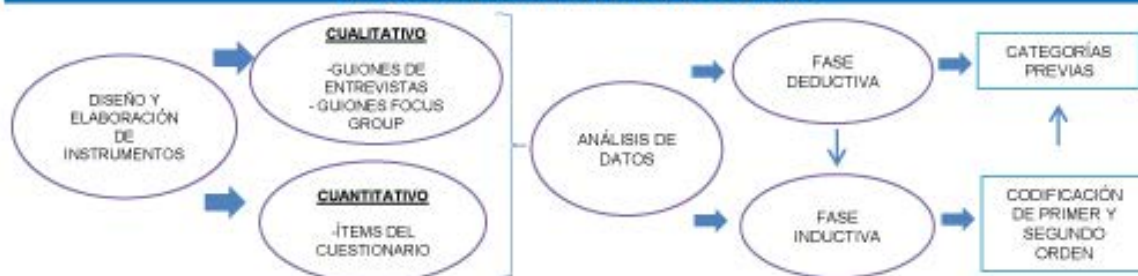 DISEÑO Y
ELABORACIÓN
DE
INSTRUMENTOS
CUALITATIVO
-GUIONES DE
ENTREVISTAS
- GUIONES FOCUS
GROUP
CUANTITATIVO
-ÍTEMS DEL
CUESTIONARIO
ANÁLISIS DE
DATOS
FASE
DEDUCTIVA
CATEGORÍAS
PREVIAS
FASE
INDUCTIVA
CODIFICACIÓN
DE PRIMER Y
SEGUNDO
ORDEN